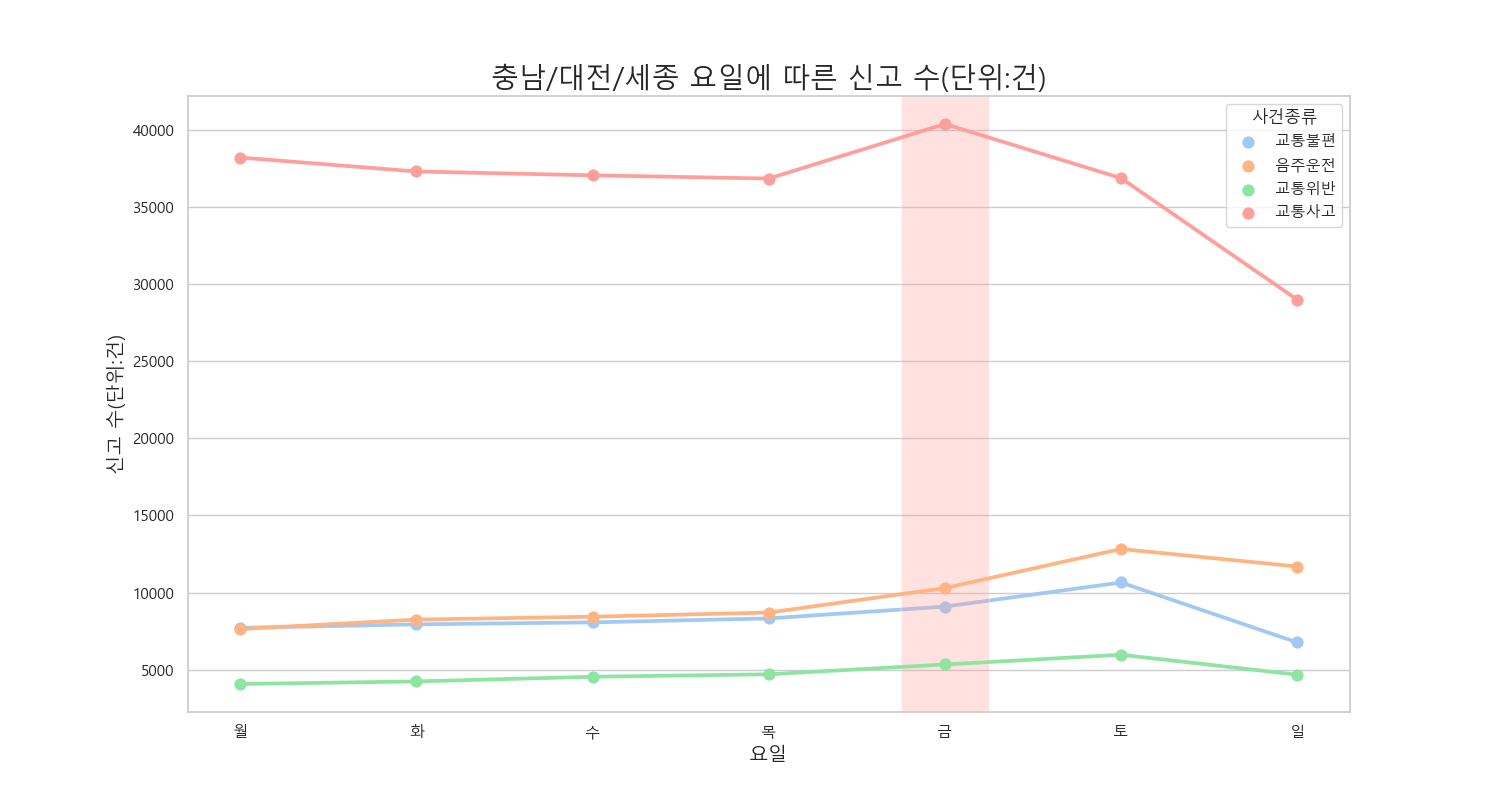 충남/대전/세종 요일에 따른 신고 수(단위:건)
사건종류
교통불편
음주운전
교통위반
교통사고
40000
35000
30000
25000
20000
15000
10000
5000
신고 수(단위:건)
월 화 수 목 금 토 일
요일